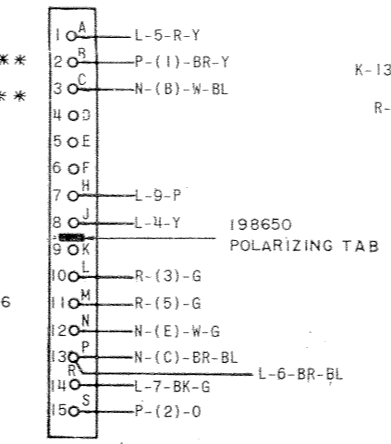 1 A L-5-R-Y
** 2 B P-(1)-BR-Y
K-13
3 C N-(B)-W-BL
**
R-
4 D
5 E
6 F
7 H L-9-P
8 J L-4-Y
198650
POLARIZING TAB
9 K
10 L R-(3)-G
6
11 M R-(5)-G
12 N N-(E)-W-G
13 P N-(C)-BR-BL
L-6-BR-BL
14 R L-7-BK-G
15 S P-(2)-O